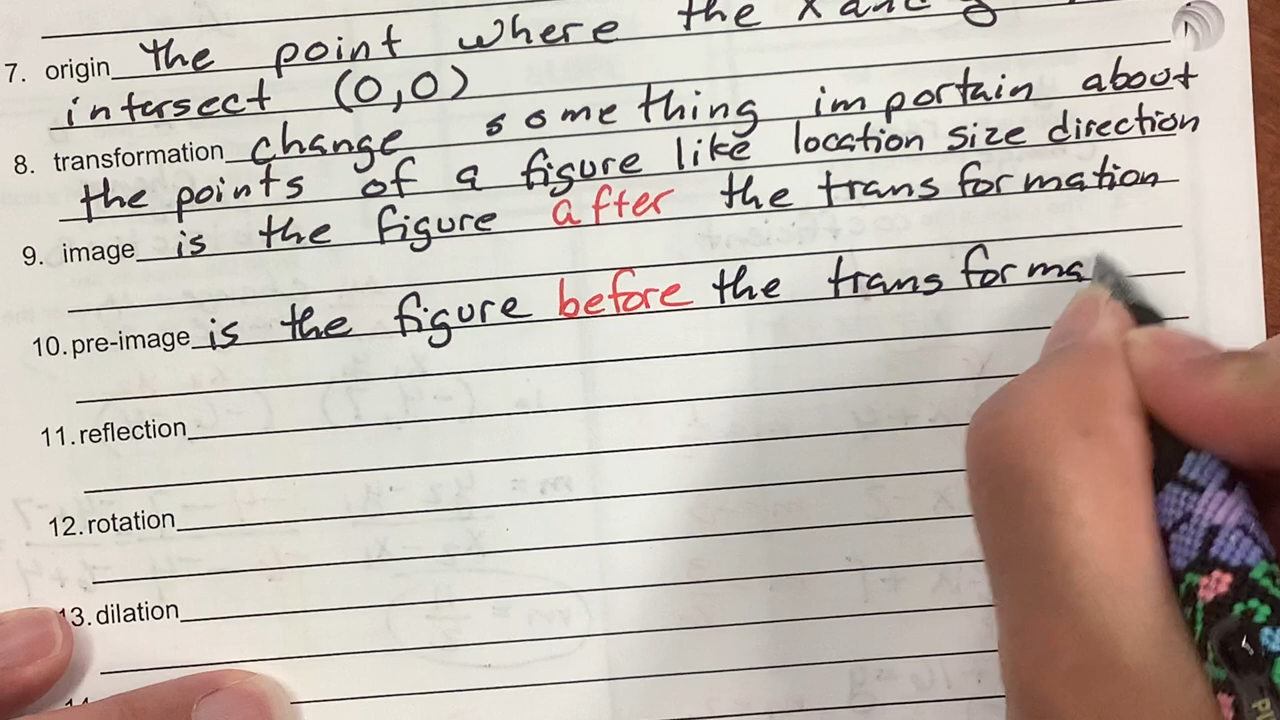 7. origin the point where the x and
intersect (0,0)
8. transformation change something importain about
the points of a figure like location size direction
9. image is the figure after the transformation
10. pre-image is the figure before the transforma
11. reflection
12. rotation
13. dilation